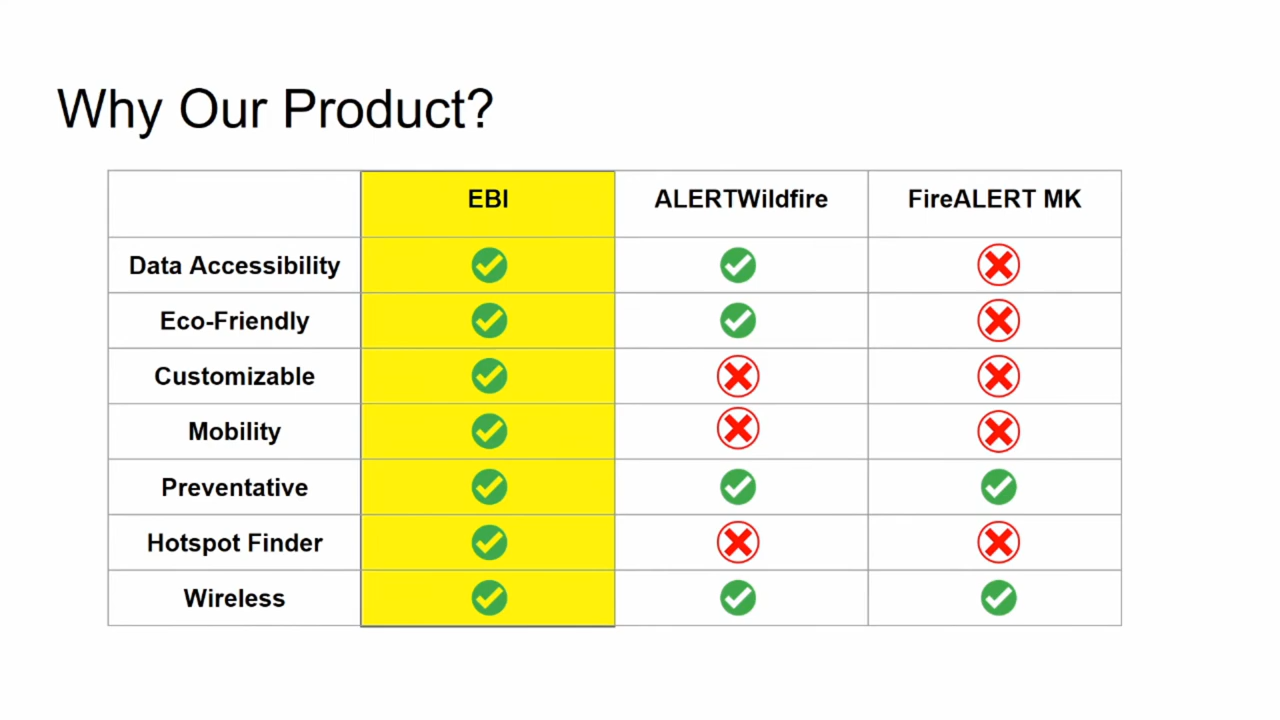 Why Our Product?
EBI ALERTWildfire FireALERT MK
Data Accessibility
Eco-Friendly
Customizable
Mobility
Preventative
Hotspot Finder
Wireless